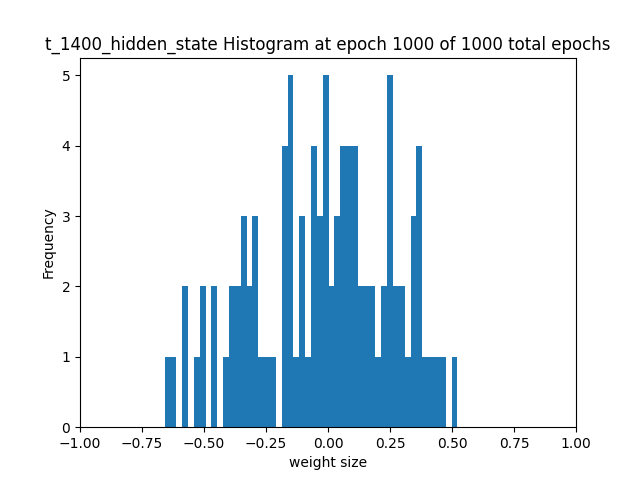 t_1400_hidden_state Histogram at epoch 1000 of 1000 total epochs
5
4
3
2
1
0
Frequency
−1.00 −0.75 −0.50 −0.25 0.00 0.25 0.50 0.75 1.00
weight size